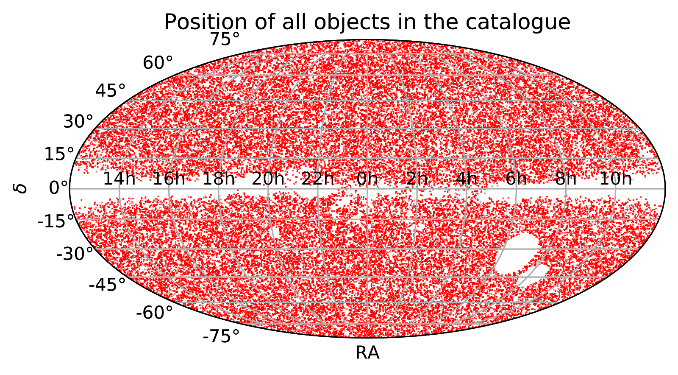 Position of all objects in the catalogue
75°
60°
45°
30°
15°
0°
-15°
-30°
-45°
-60°
-75°
14h 16h 18h 20h 22h 0h 2h 4h 6h 8h 10h
δ
RA